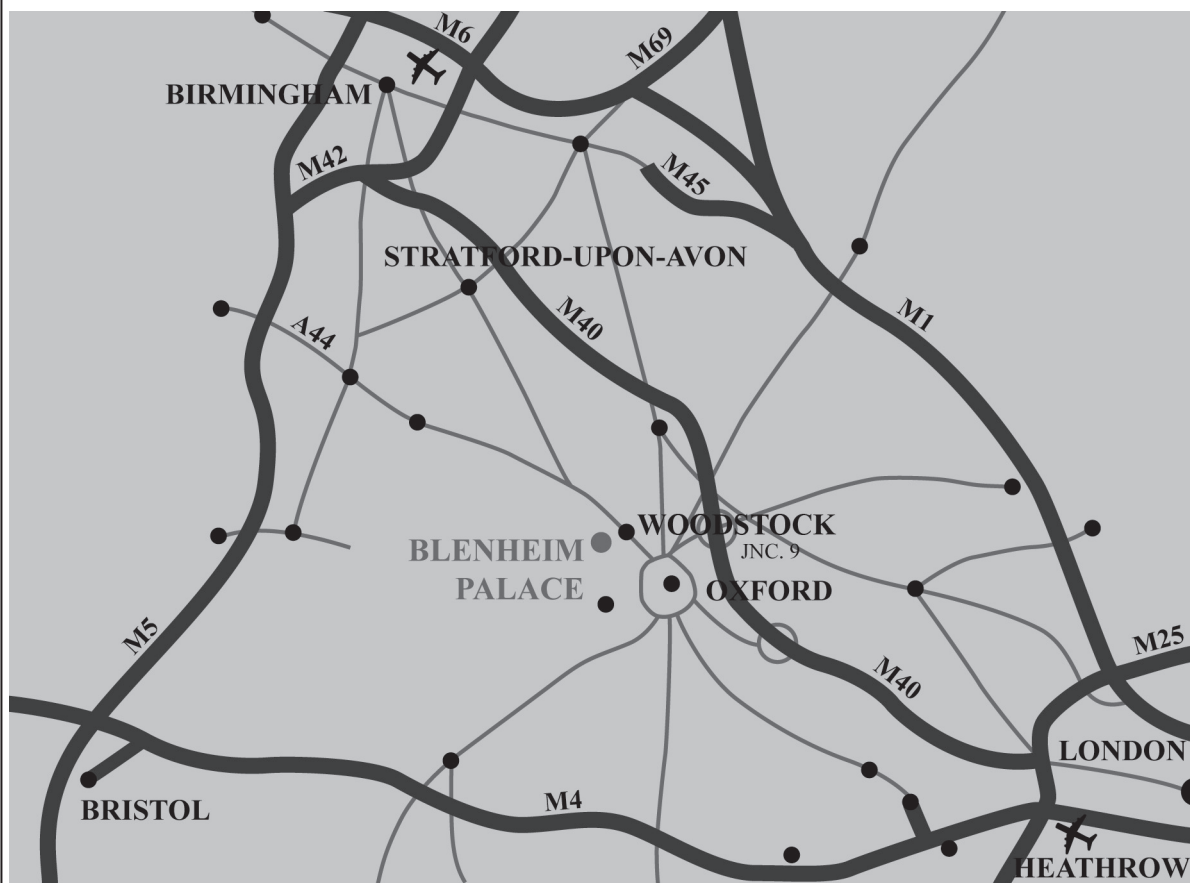 M6
M69
BIRMINGHAM
M42
M45
STRATFORD-UPON-AVON
M40
A44
M1
WOODSTOCK
JNC. 9
BLENHEIM
PALACE
OXFORD
M5
M25
M40
LONDON
M4
BRISTOL
HEATHROW